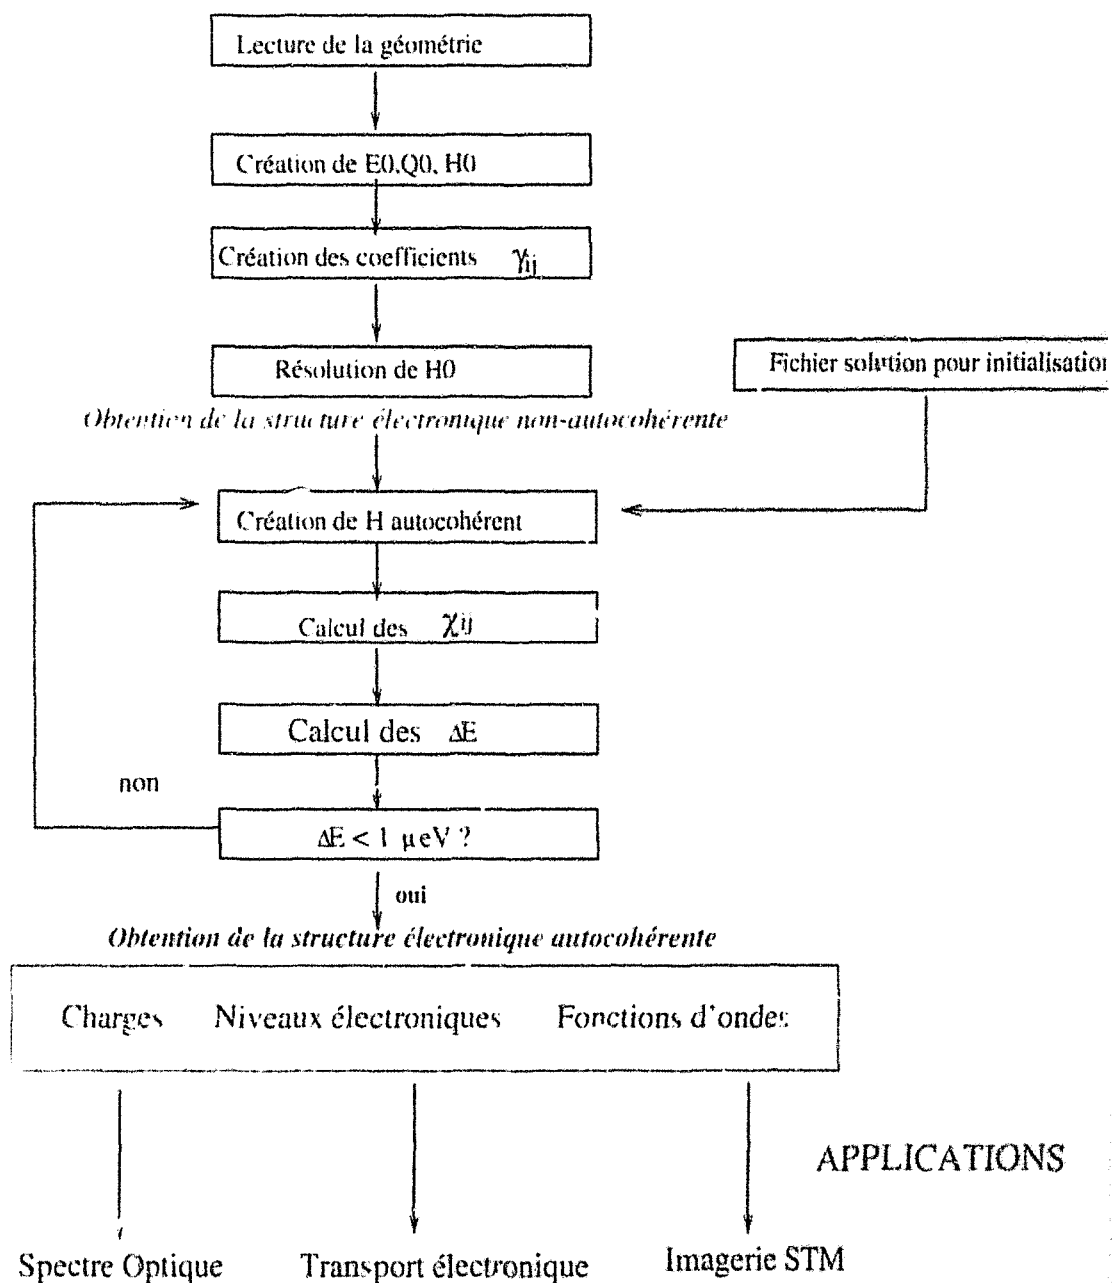 Lecture de la géométrie
Création de E0,Q0, H0
Création des coefficients γij
Résolution de H0
Fichier solution pour initialisation
Obtention de la structure électronique non-autocohérente
Création de H autocohérent
Calcul des χij
Calcul des ΔE
non
ΔE < 1 μeV ?
oui
Obtention de la structure électronique autocohérente
Charges Niveaux électroniques Fonctions d'ondes
APPLICATIONS
Spectre Optique Transport électronique Imagerie STM